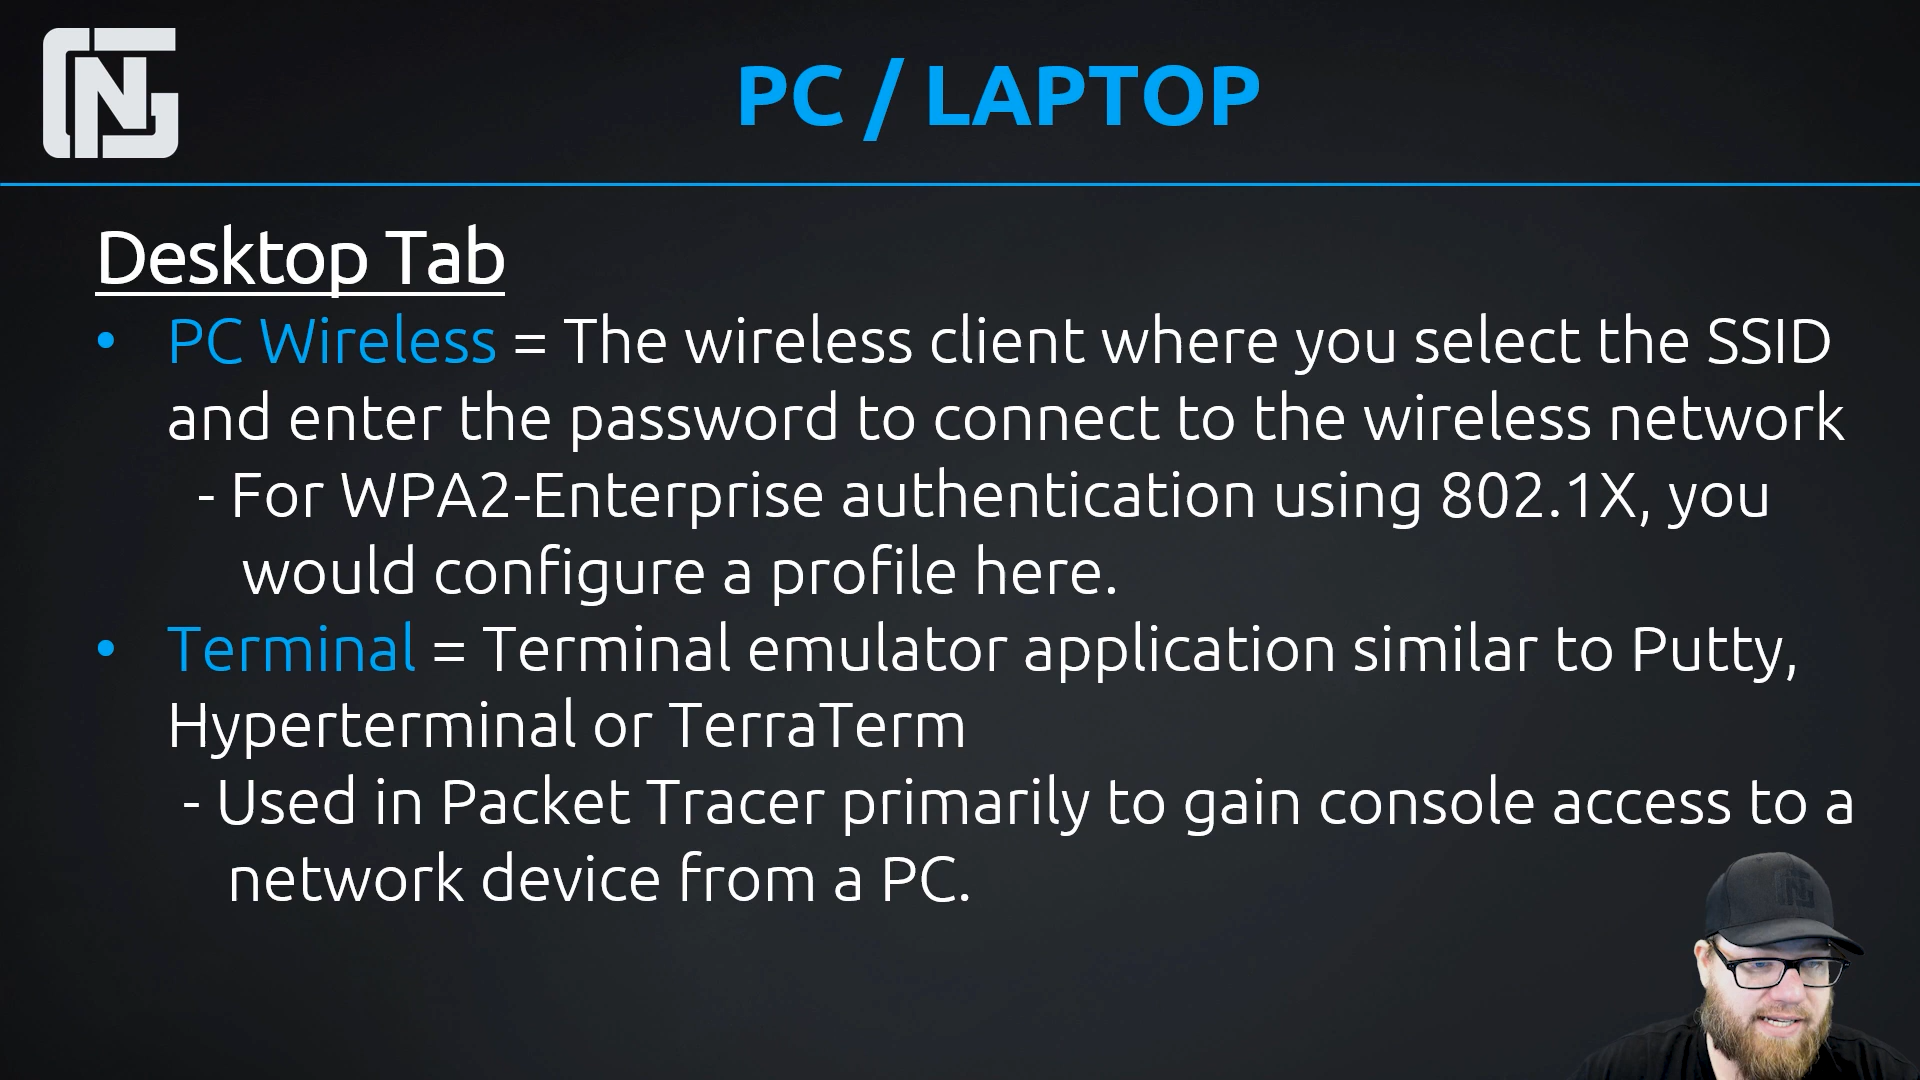 PC / LAPTOP
Desktop Tab
• PC Wireless = The wireless client where you select the SSID
and enter the password to connect to the wireless network
- For WPA2-Enterprise authentication using 802.1X, you
would configure a profile here.
• Terminal = Terminal emulator application similar to Putty,
Hyperterminal or TerraTerm
- Used in Packet Tracer primarily to gain console access to a
network device from a PC.